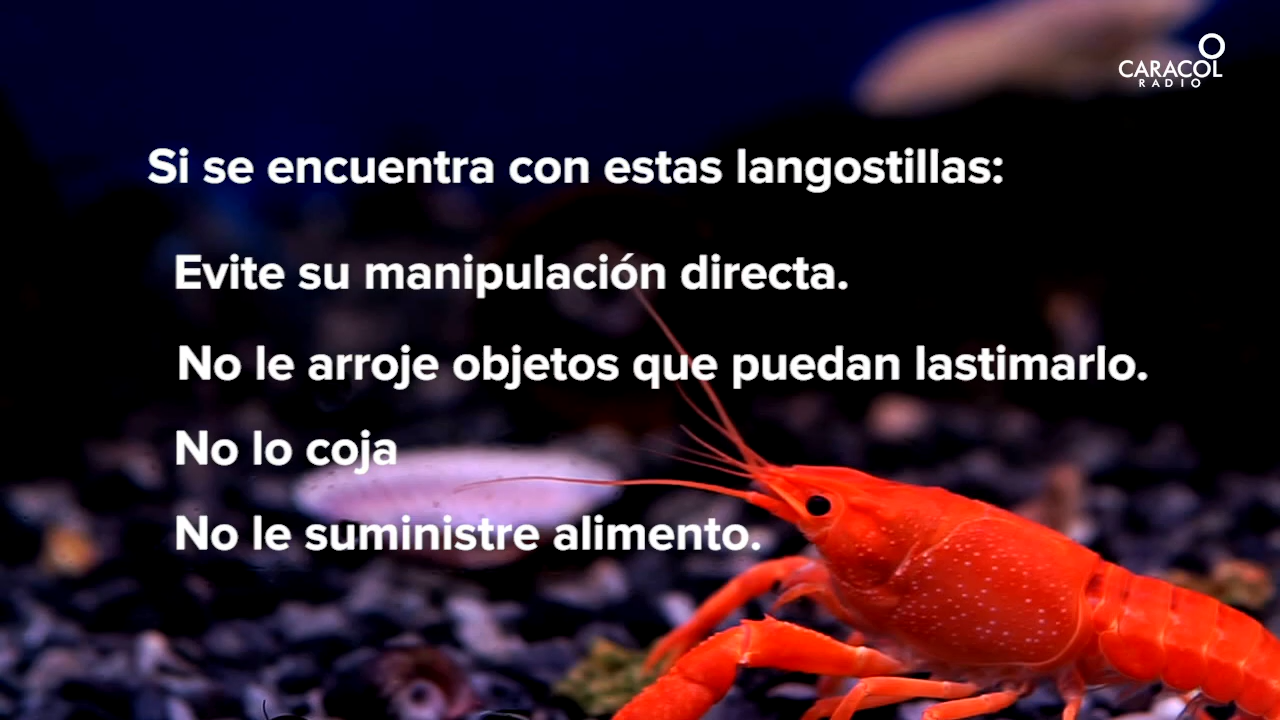 CARACOL
RADIO
Si se encuentra con estas langostillas:
Evite su manipulación directa.
No le arroje objetos que puedan lastimarlo.
No lo coja
No le suministre alimento.